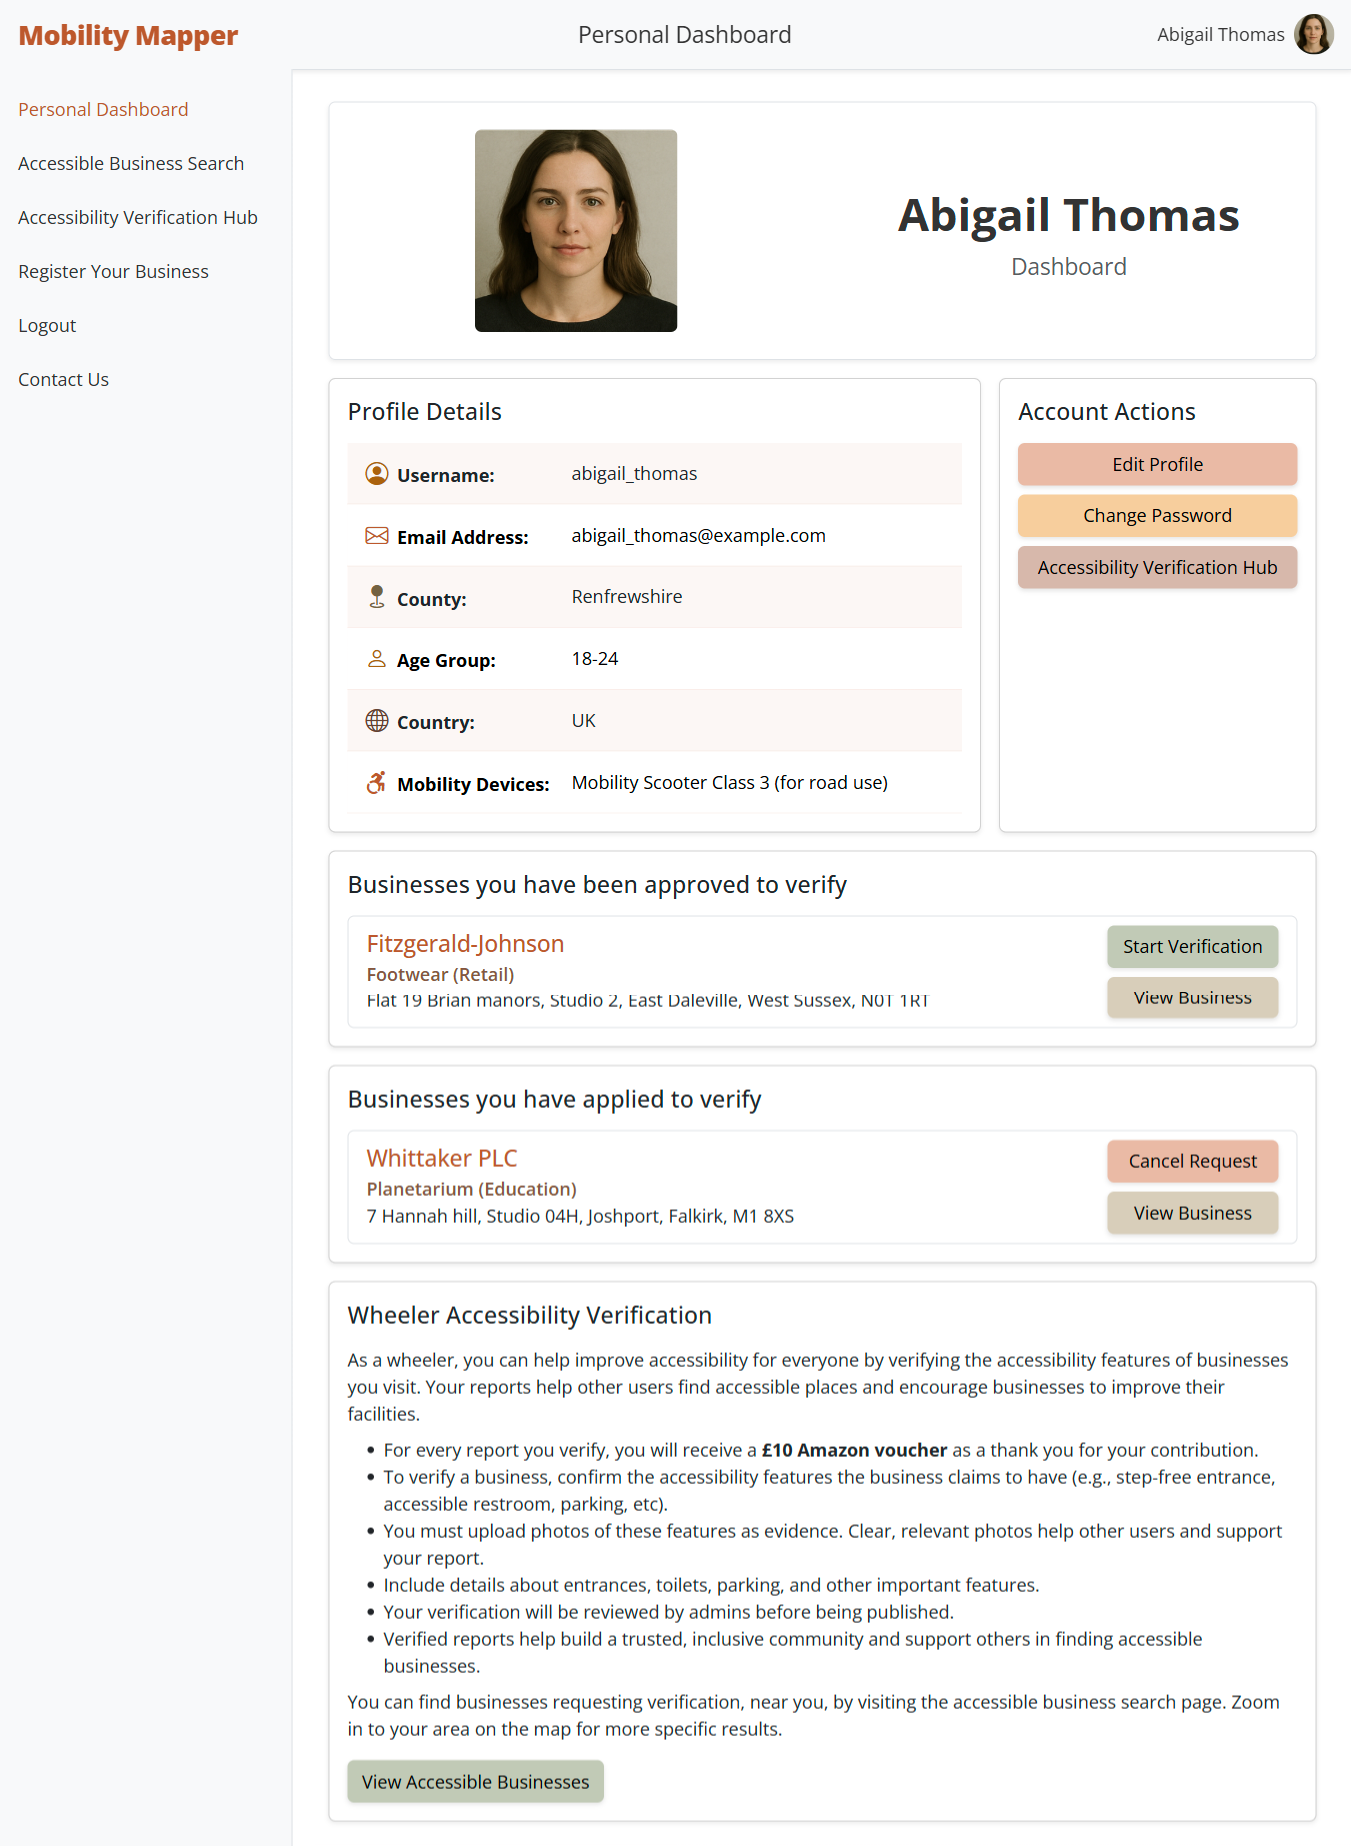 Mobility Mapper
Personal Dashboard
Abigail Thomas
Personal Dashboard
Accessible Business Search
Accessibility Verification Hub
Register Your Business
Logout
Contact Us
Abigail Thomas
Dashboard
Profile Details
Username: abigail_thomas
Email Address: abigail_thomas@example.com
County: Renfrewshire
Age Group: 18-24
Country: UK
Mobility Devices: Mobility Scooter Class 3 (for road use)
Account Actions
Edit Profile
Change Password
Accessibility Verification Hub
Businesses you have been approved to verify
Fitzgerald-Johnson
Footwear (Retail)
Flat 19 Brian manors, Studio 2, East Daleville, West Sussex, N0T 1RT
Start Verification
View Business
Businesses you have applied to verify
Whittaker PLC
Planetarium (Education)
7 Hannah hill, Studio 04H, Joshport, Falkirk, M1 8XS
Cancel Request
View Business
Wheeler Accessibility Verification
As a wheeler, you can help improve accessibility for everyone by verifying the accessibility features of businesses
you visit. Your reports help other users find accessible places and encourage businesses to improve their
facilities.
• For every report you verify, you will receive a £10 Amazon voucher as a thank you for your contribution.
• To verify a business, confirm the accessibility features the business claims to have (e.g., step-free entrance,
accessible restroom, parking, etc).
• You must upload photos of these features as evidence. Clear, relevant photos help other users and support
your report.
• Include details about entrances, toilets, parking, and other important features.
• Your verification will be reviewed by admins before being published.
• Verified reports help build a trusted, inclusive community and support others in finding accessible
businesses.
You can find businesses requesting verification, near you, by visiting the accessible business search page. Zoom
in to your area on the map for more specific results.
View Accessible Businesses